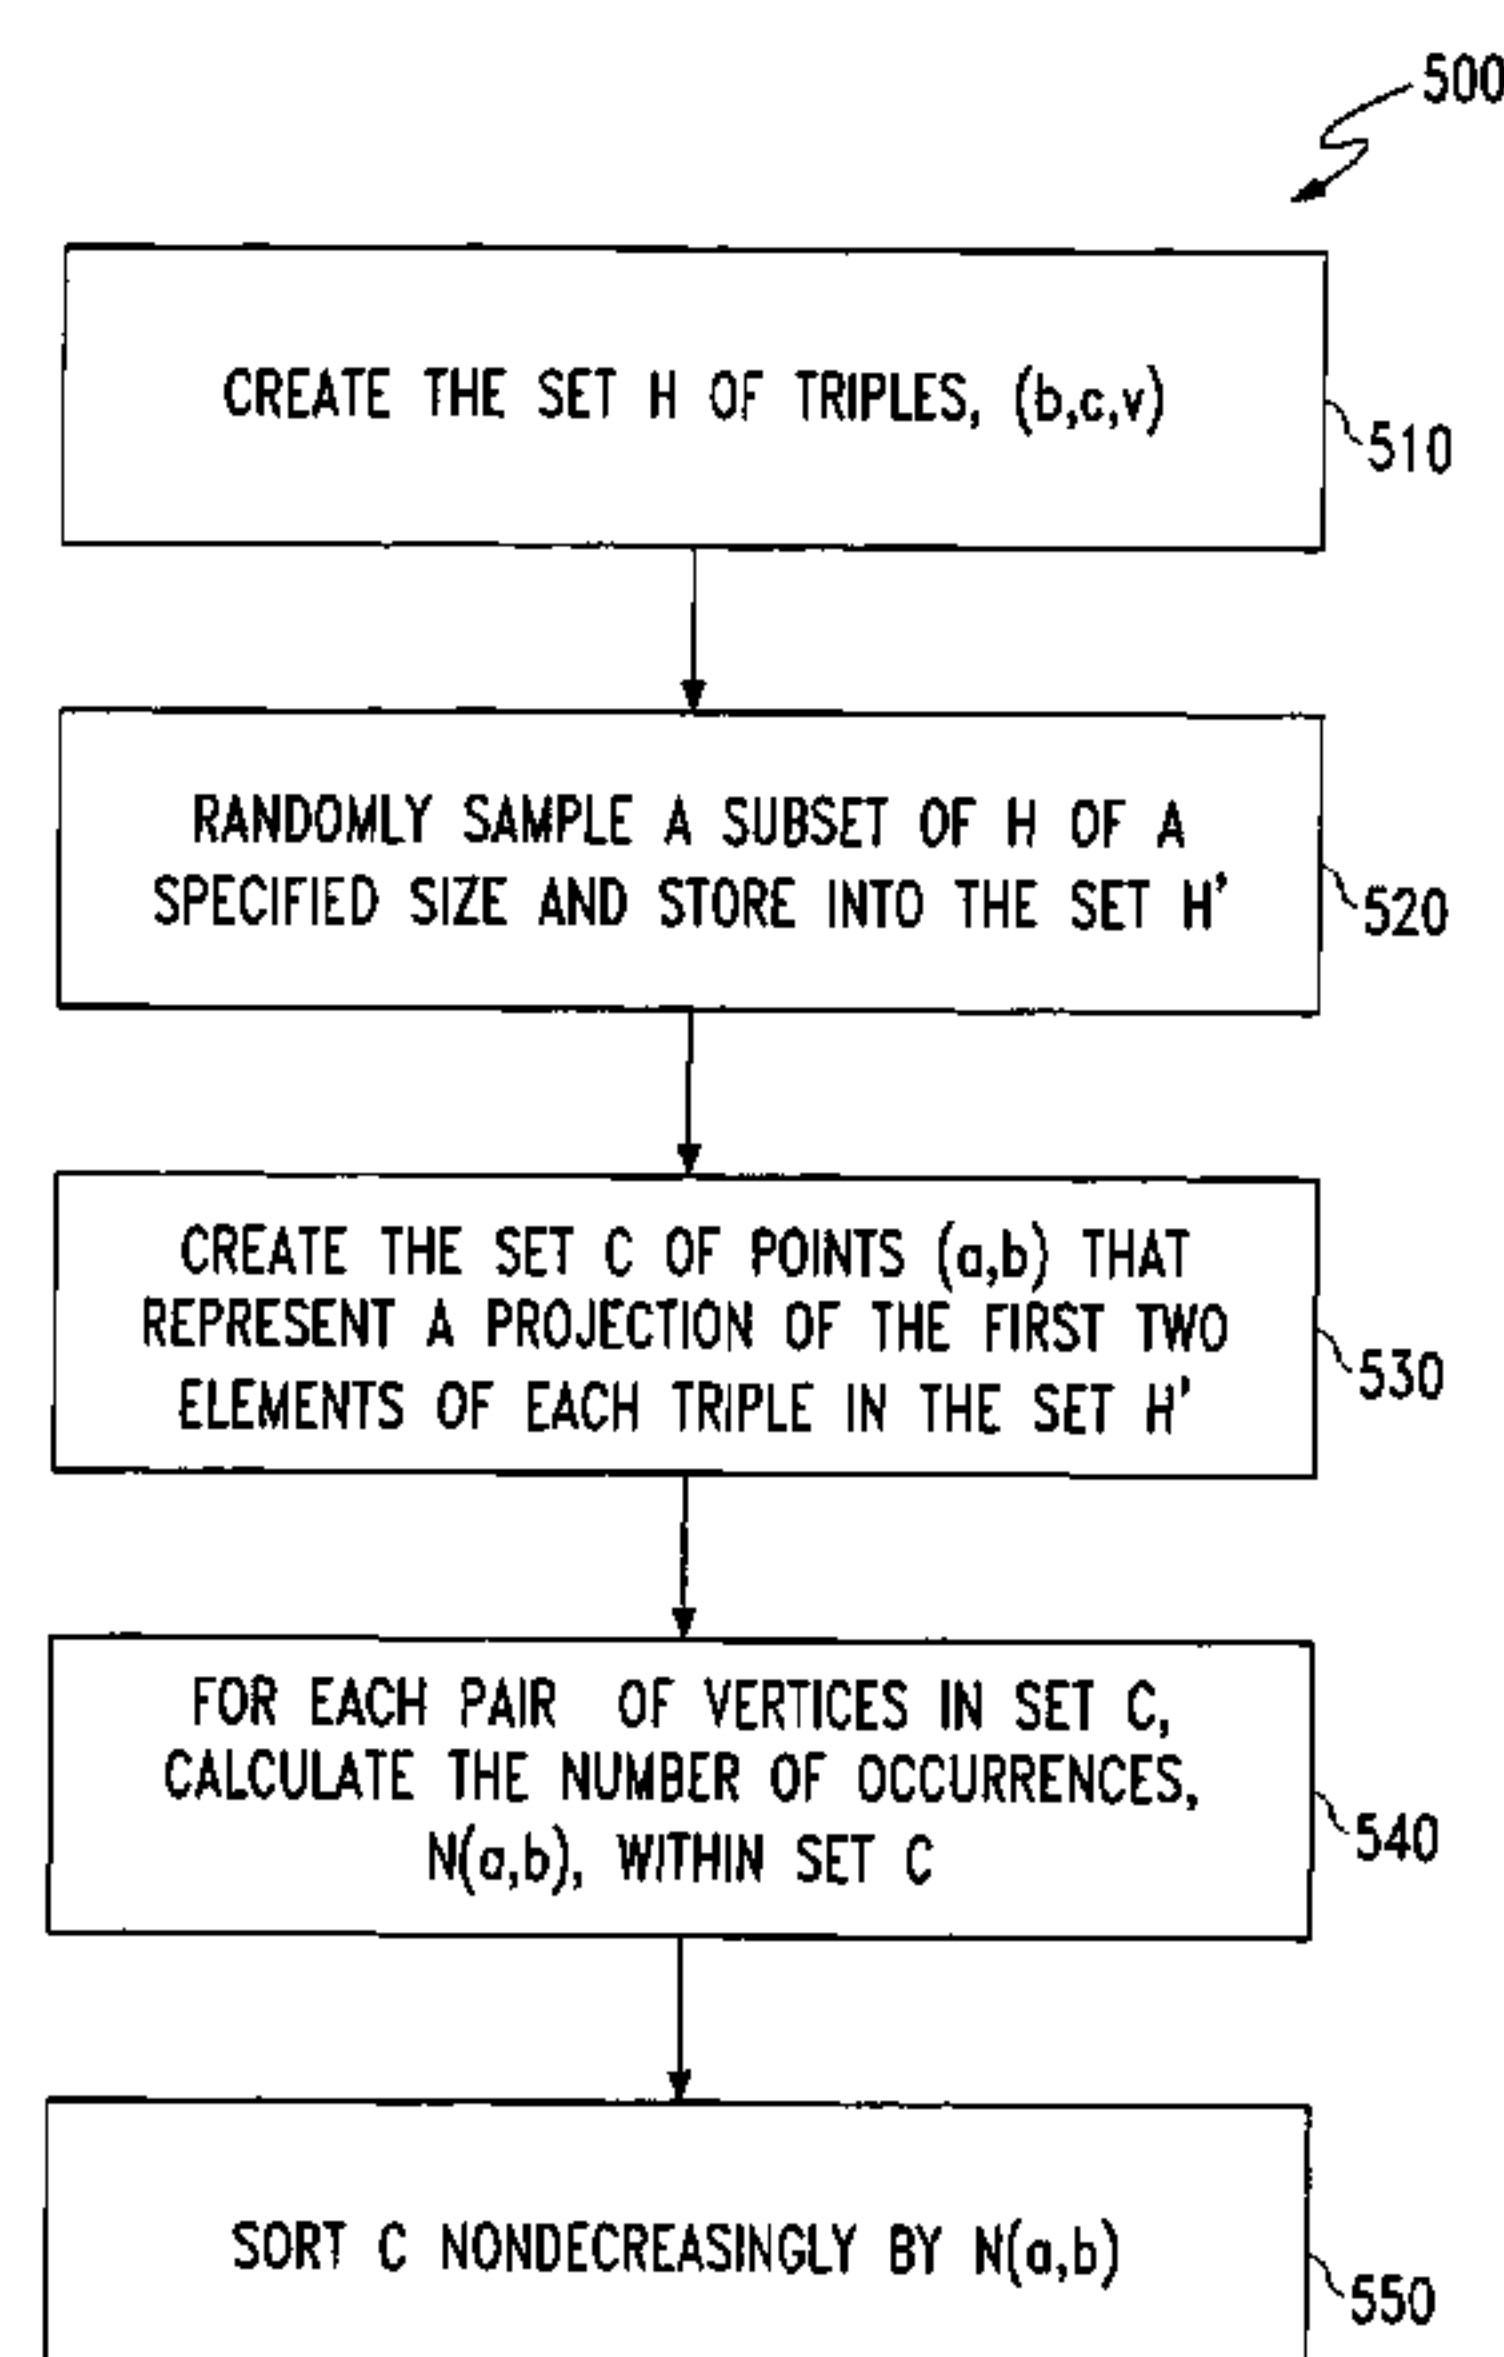 500
CREATE THE SET H OF TRIPLES, (b,c,v)
510
RANDOMLY SAMPLE A SUBSET OF H OF A
SPECIFIED SIZE AND STORE INTO THE SET H'
520
CREATE THE SET C OF POINTS (a,b) THAT
REPRESENT A PROJECTION OF THE FIRST TWO
ELEMENTS OF EACH TRIPLE IN THE SET H'
530
FOR EACH PAIR OF VERTICES IN SET C,
CALCULATE THE NUMBER OF OCCURRENCES,
N(a,b), WITHIN SET C
540
SORT C NONDECREASINGLY BY N(a,b)
550